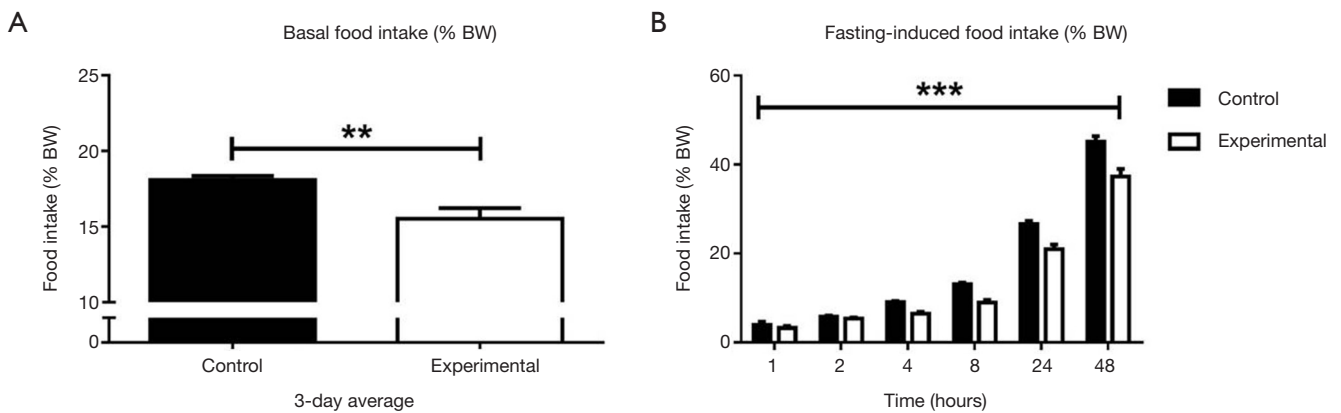 A
Basal food intake (% BW)
Food intake (% BW)
25
20
15
10
0
**
Control
Experimental
3-day average
B
Fasting-induced food intake (% BW)
Food intake (% BW)
60
40
20
0
***
1
2
4
8
24
48
Time (hours)
Control
Experimental